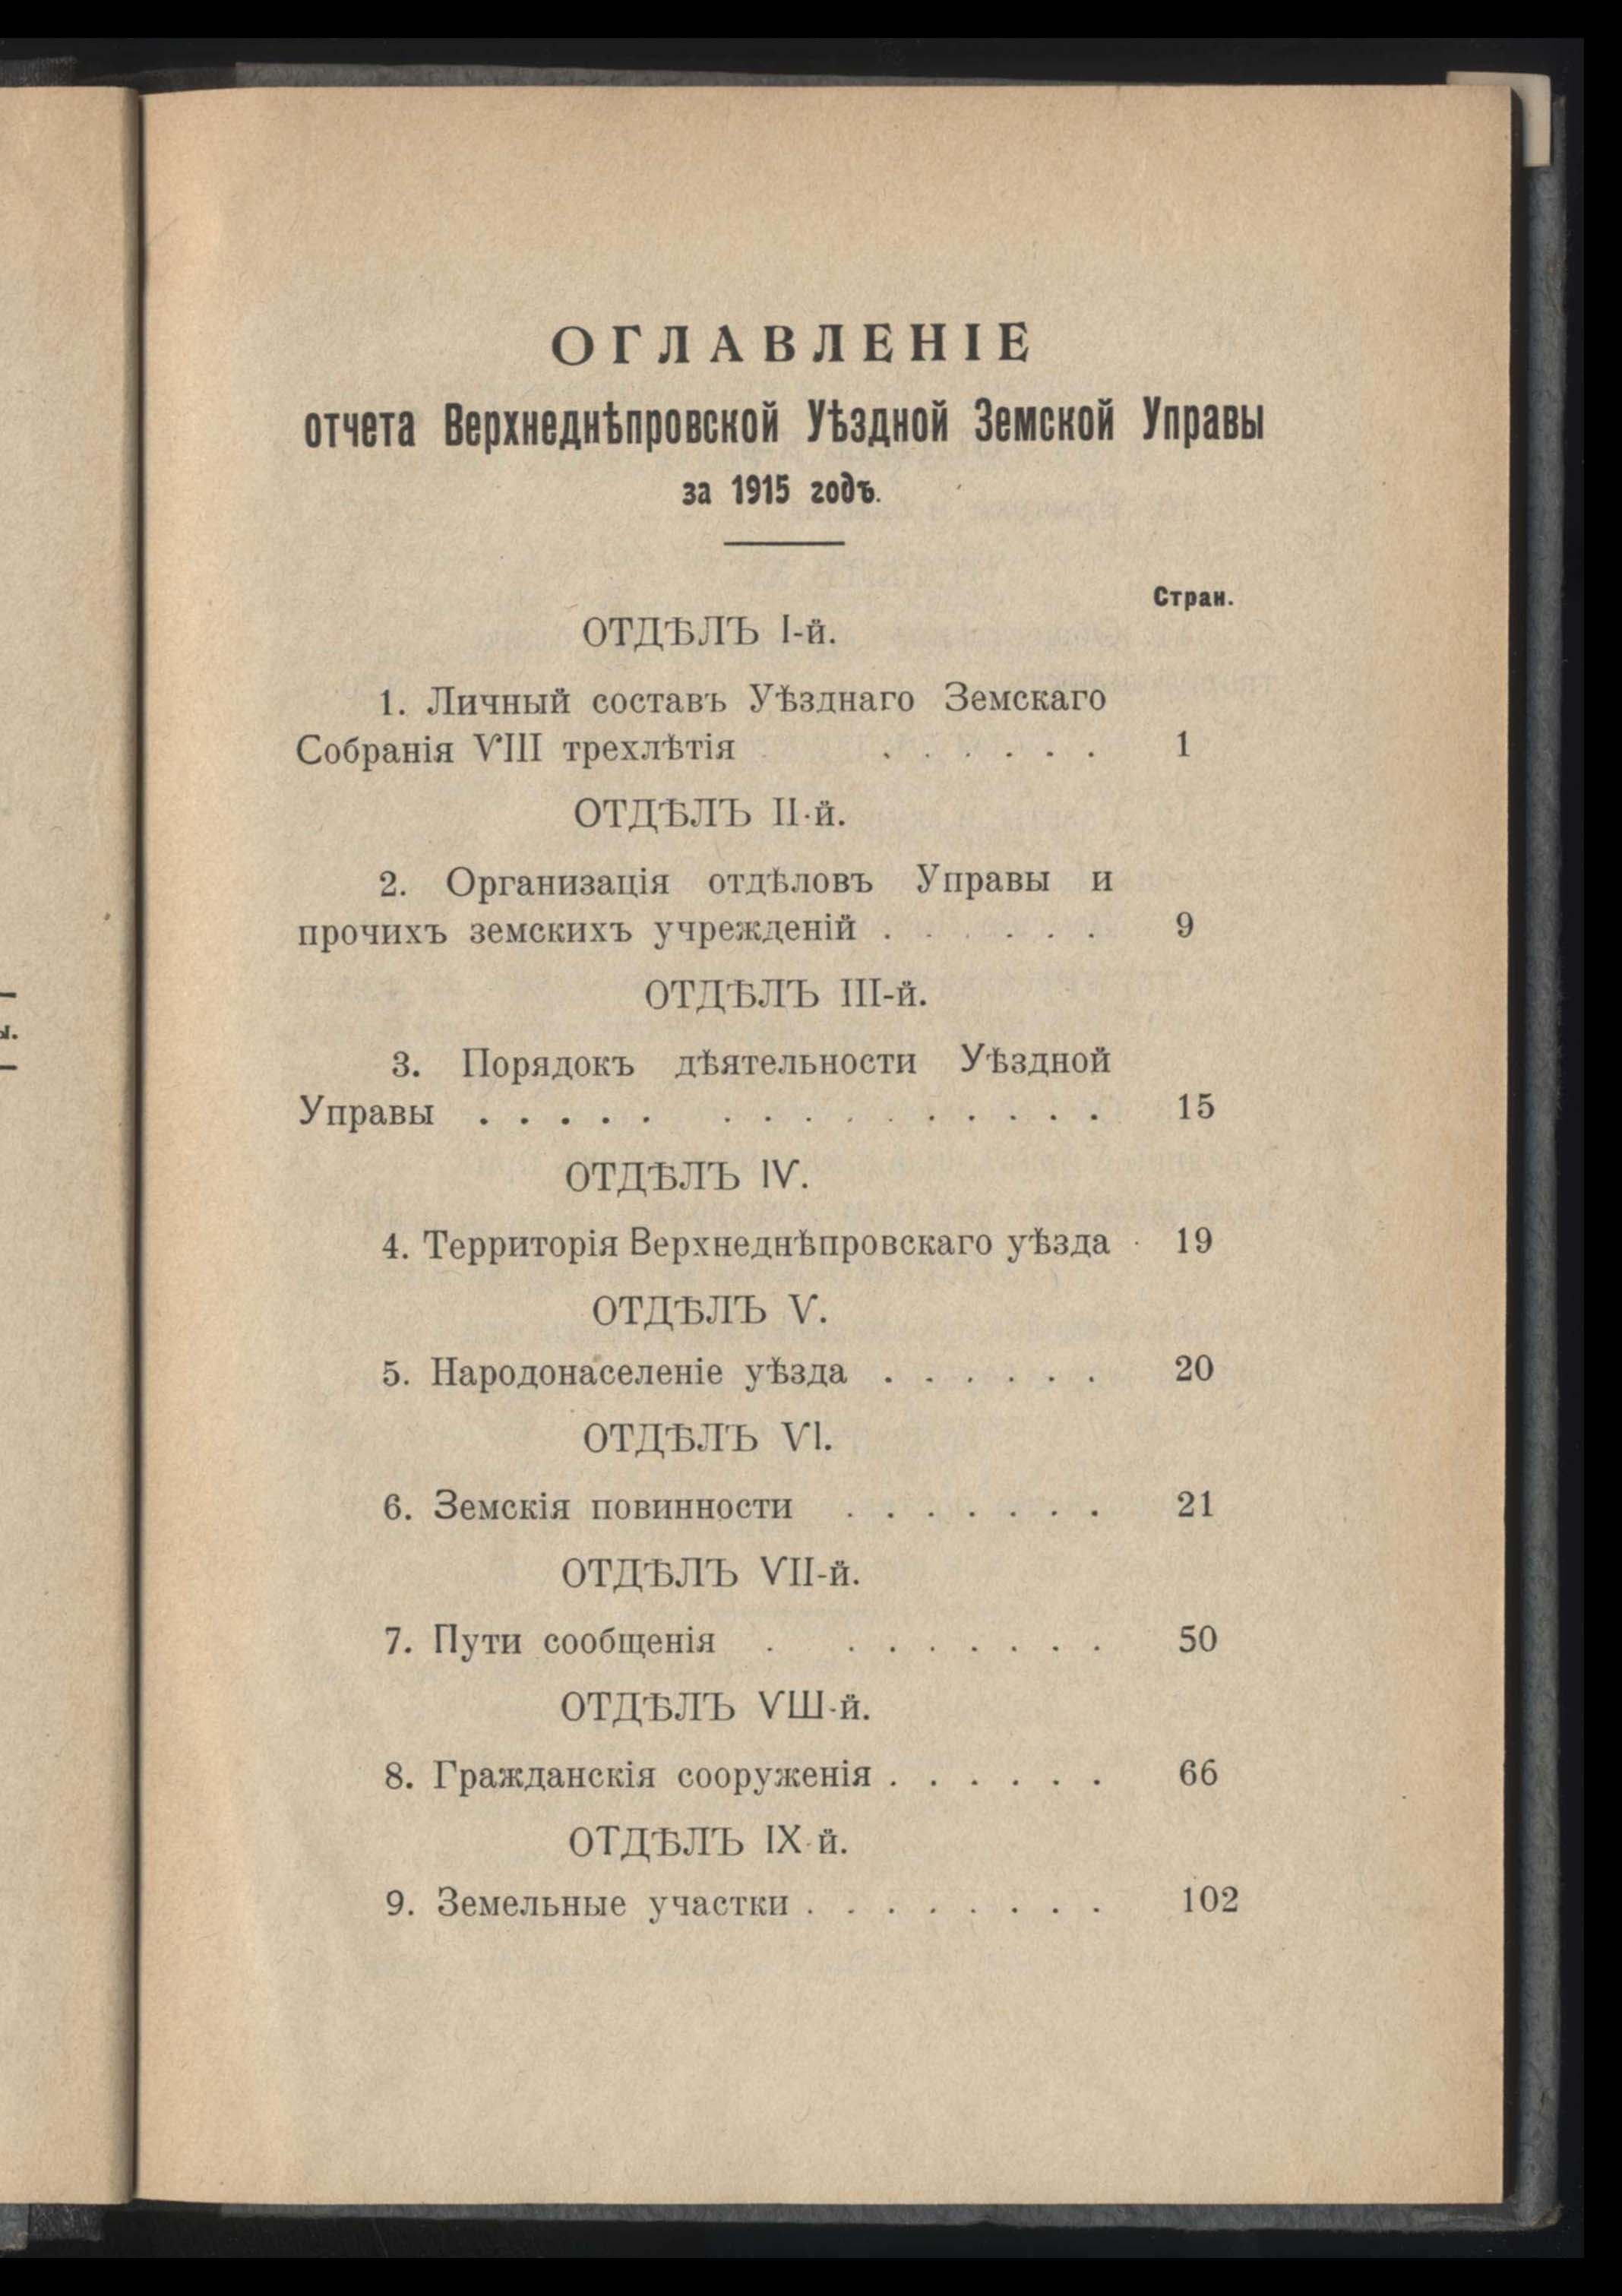 ОГЛАВЛЕНІЕ
отчета Верхнеднѣпровской Уѣздной Земской Управы
за 1915 годъ.
Стран.
ОТДѢЛЪ I-й.
1. Личный составъ Уѣзднаго Земскаго
Собранія VIII трехлѣтія . . . . . . 1
ОТДѢЛЪ II-й.
2. Организація отдѣловъ Управы и
прочихъ земскихъ учрежденій . . . . . . 9
ОТДѢЛЪ III-й.
3. Порядокъ дѣятельности Уѣздной
Управы . . . . . . . . . . . . . . . 15
ОТДѢЛЪ IV.
4. Территорія Верхнеднѣпровскаго уѣзда . 19
ОТДѢЛЪ V.
5. Народонаселеніе уѣзда . . . . . . 20
ОТДѢЛЪ VI.
6. Земскія повинности . . . . . . . 21
ОТДѢЛЪ VII-й.
7. Пути сообщенія . . . . . . . . 50
ОТДѢЛЪ VIII-й.
8. Гражданскія сооруженія . . . . . . 66
ОТДѢЛЪ IX-й.
9. Земельные участки . . . . . . . . 102